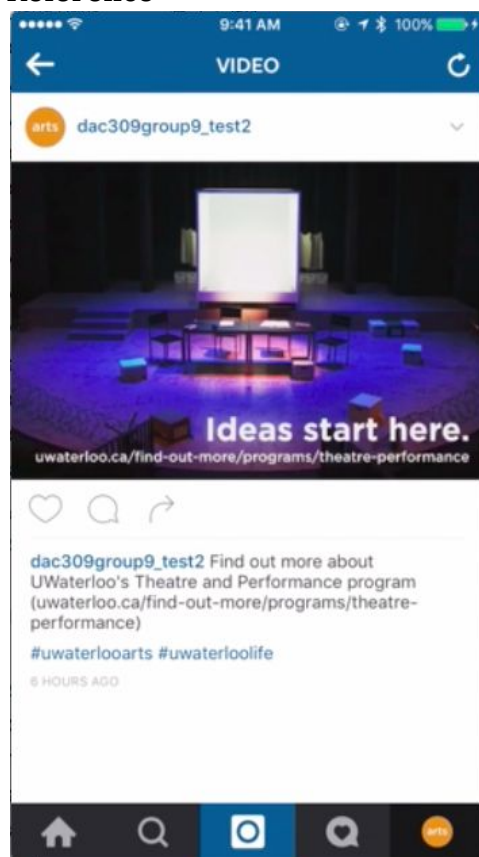 9:41 AM 100%
VIDEO
arts dac309group9_test2
Ideas start here.
uwaterloo.ca/find-out-more/programs/theatre-performance
dac309group9_test2 Find out more about
UWaterloo's Theatre and Performance program
(uwaterloo.ca/find-out-more/programs/theatre-
performance)
#uwaterlooarts #uwaterloolife
6 HOURS AGO
arts